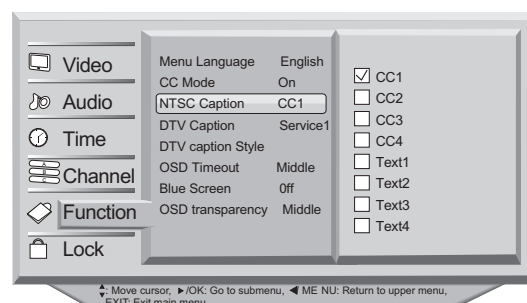 Video
Audio
Time
Channel
Function
Lock
Menu Language English
CC Mode On
NTSC Caption CC1
DTV Caption Service1
DTV caption Style
OSD Timeout Middle
Blue Screen 0ff
OSD transparency Middle
CC1
CC2
CC3
CC4
Text1
Text2
Text3
Text4
: Move cursor, ▶/OK: Go to submenu, ◀ ME NU: Return to upper menu,
EXIT: Exit main menu